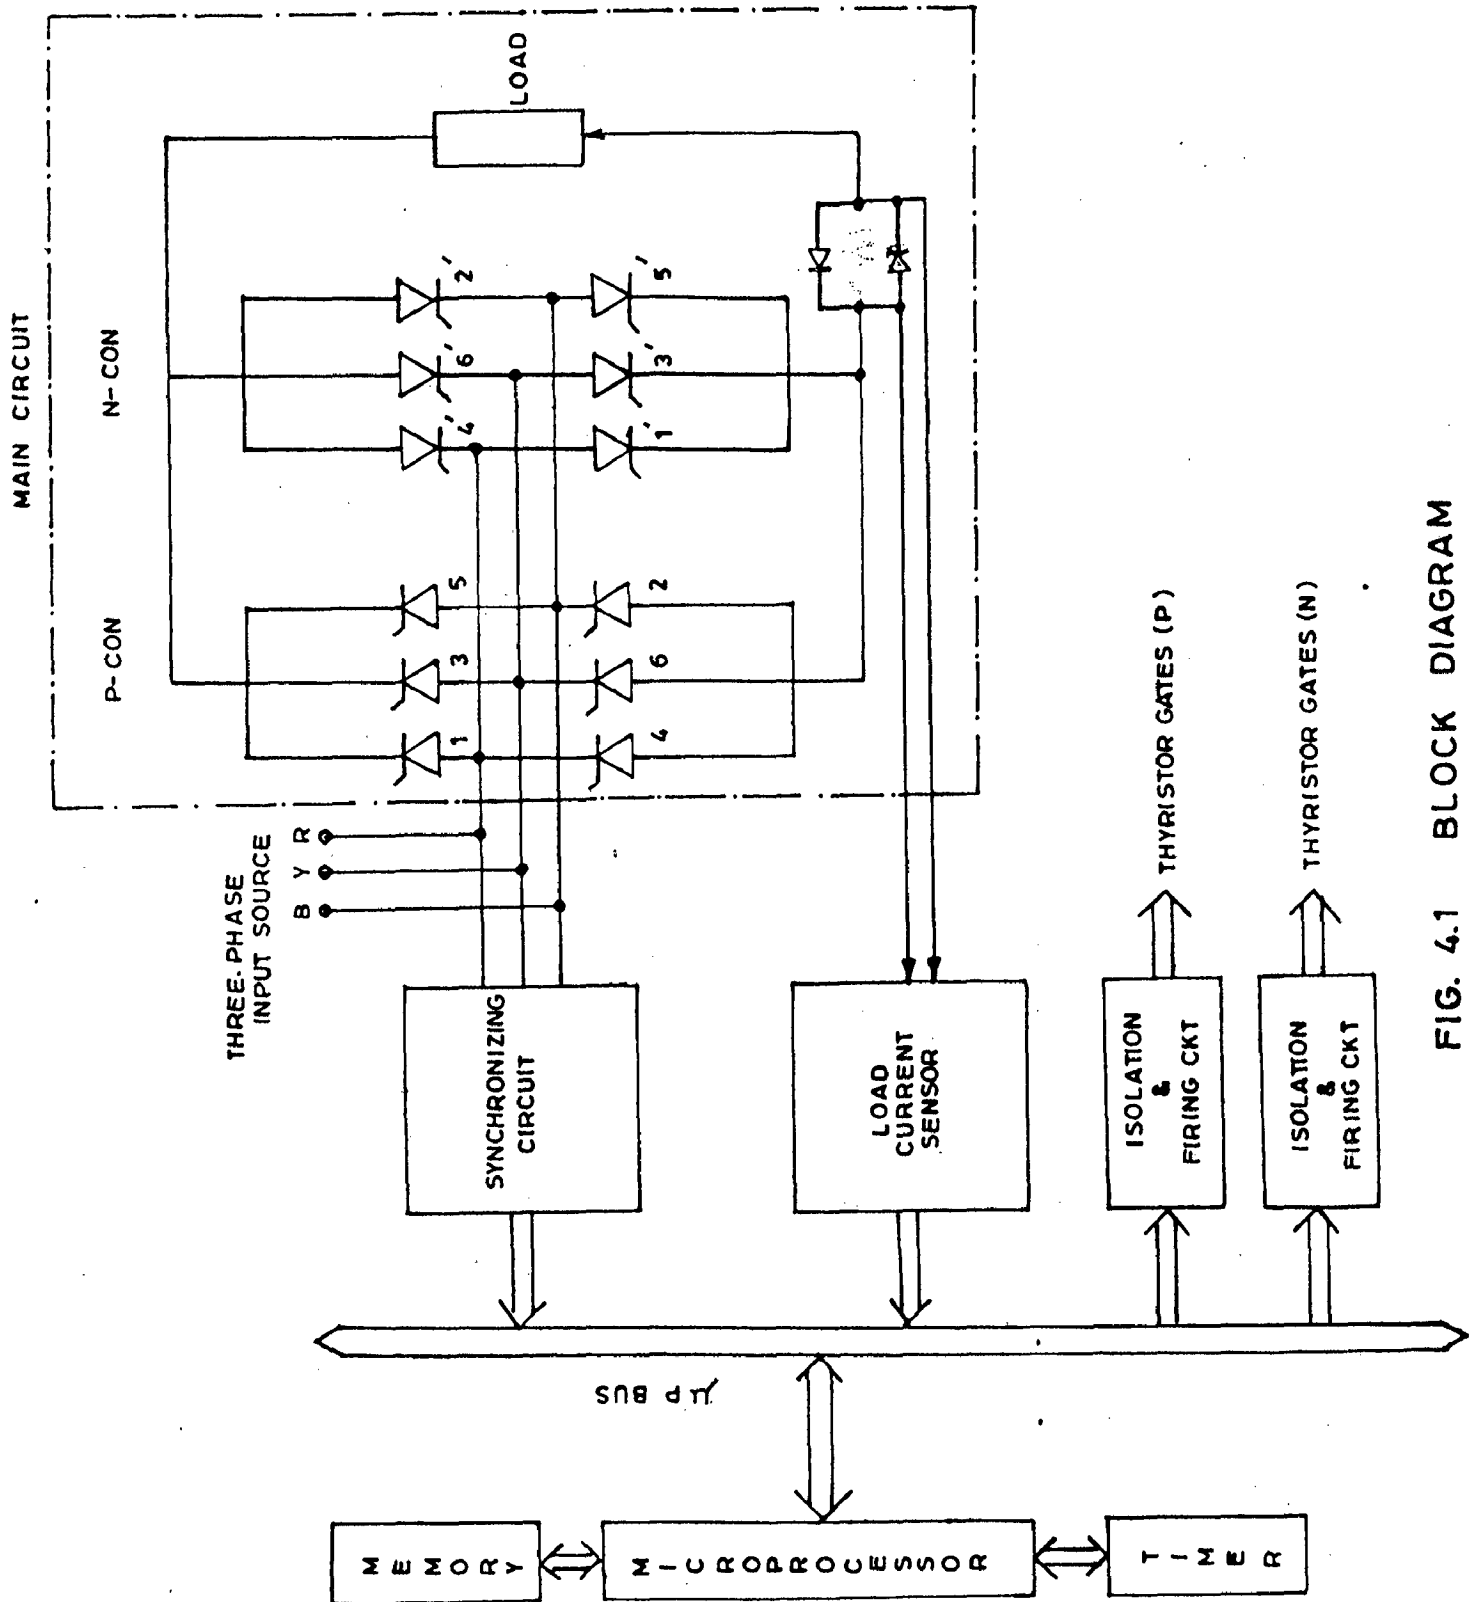 MAIN CIRCUIT
P-CON
N-CON
LOAD
1
3
5
4'
6'
2'
4
6
2
1'
3'
5'
THREE-PHASE
INPUT SOURCE
R
Y
B
SYNCHRONIZING
CIRCUIT
LOAD
CURRENT
SENSOR
ISOLATION
&
FIRING CKT
THYRISTOR GATES (P)
ISOLATION
&
FIRING CKT
THYRISTOR GATES (N)
μP BUS
MEMORY
MICROPROCESSOR
TIMER
FIG. 4.1 BLOCK DIAGRAM